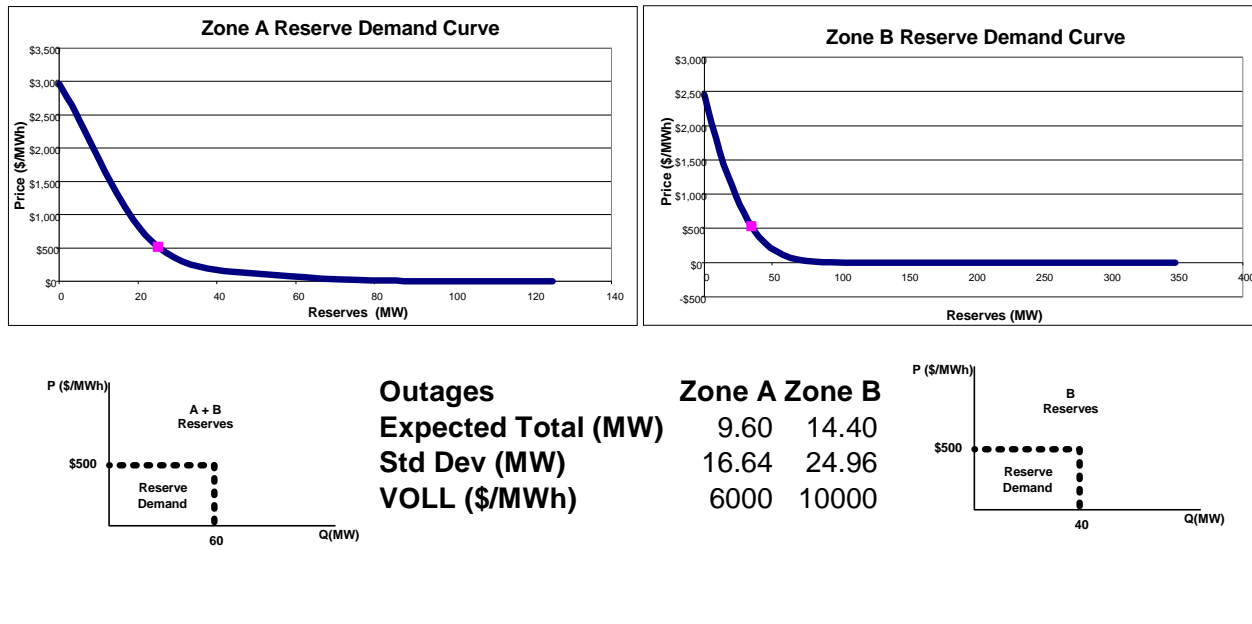 Zone A Reserve Demand Curve
$3,500
$3,000
$2,500
$2,000
$1,500
$1,000
$500
$0
0 20 40 60 80 100 120 140
Price ($/MWh)
Reserves (MW)
Zone B Reserve Demand Curve
$3,000
$2,500
$2,000
$1,500
$1,000
$500
$0
-$500
0 50 100 150 200 250 300 350 400
Price ($/MWh)
Reserves (MW)
P ($/MWh)
A + B
Reserves
$500
Reserve
Demand
60
Q(MW)
Outages Zone A Zone B
Expected Total (MW) 9.60 14.40
Std Dev (MW) 16.64 24.96
VOLL ($/MWh) 6000 10000
P ($/MWh)
B
Reserves
$500
Reserve
Demand
40
Q(MW)